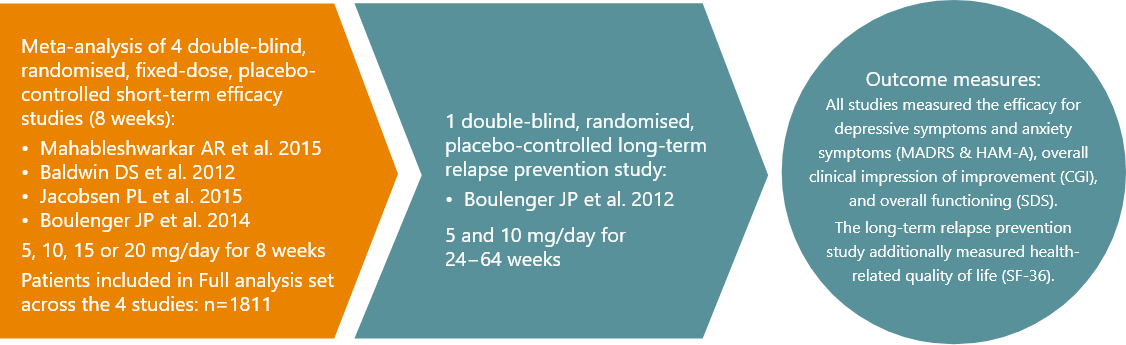 Meta-analysis of 4 double-blind,
randomised, fixed-dose, placebo-
controlled short-term efficacy
studies (8 weeks):
• Mahableshwarkar AR et al. 2015
• Baldwin DS et al. 2012
• Jacobsen PL et al. 2015
• Boulenger JP et al. 2014
5, 10, 15 or 20 mg/day for 8 weeks
Patients included in Full analysis set
across the 4 studies: n=1811
1 double-blind, randomised,
placebo-controlled long-term
relapse prevention study:
• Boulenger JP et al. 2012
5 and 10 mg/day for
24–64 weeks
Outcome measures:
All studies measured the efficacy for
depressive symptoms and anxiety
symptoms (MADRS & HAM-A), overall
clinical impression of improvement (CGI),
and overall functioning (SDS).
The long-term relapse prevention
study additionally measured health-
related quality of life (SF-36).